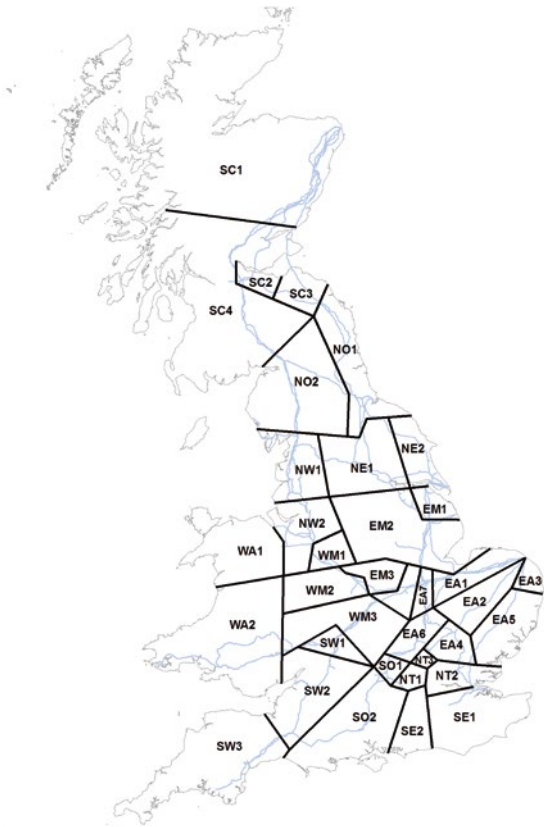 SC1
SC2
SC3
SC4
NO1
NO2
NE2
NW1
NE1
EM1
NW2
EM2
WA1
WM1
EM3
EA1
EA3
WM2
EA7
EA2
WM3
EA5
WA2
EA6
SW1
EA4
SO1
NT3
NT1
NT2
SW2
SO2
SE1
SE2
SW3